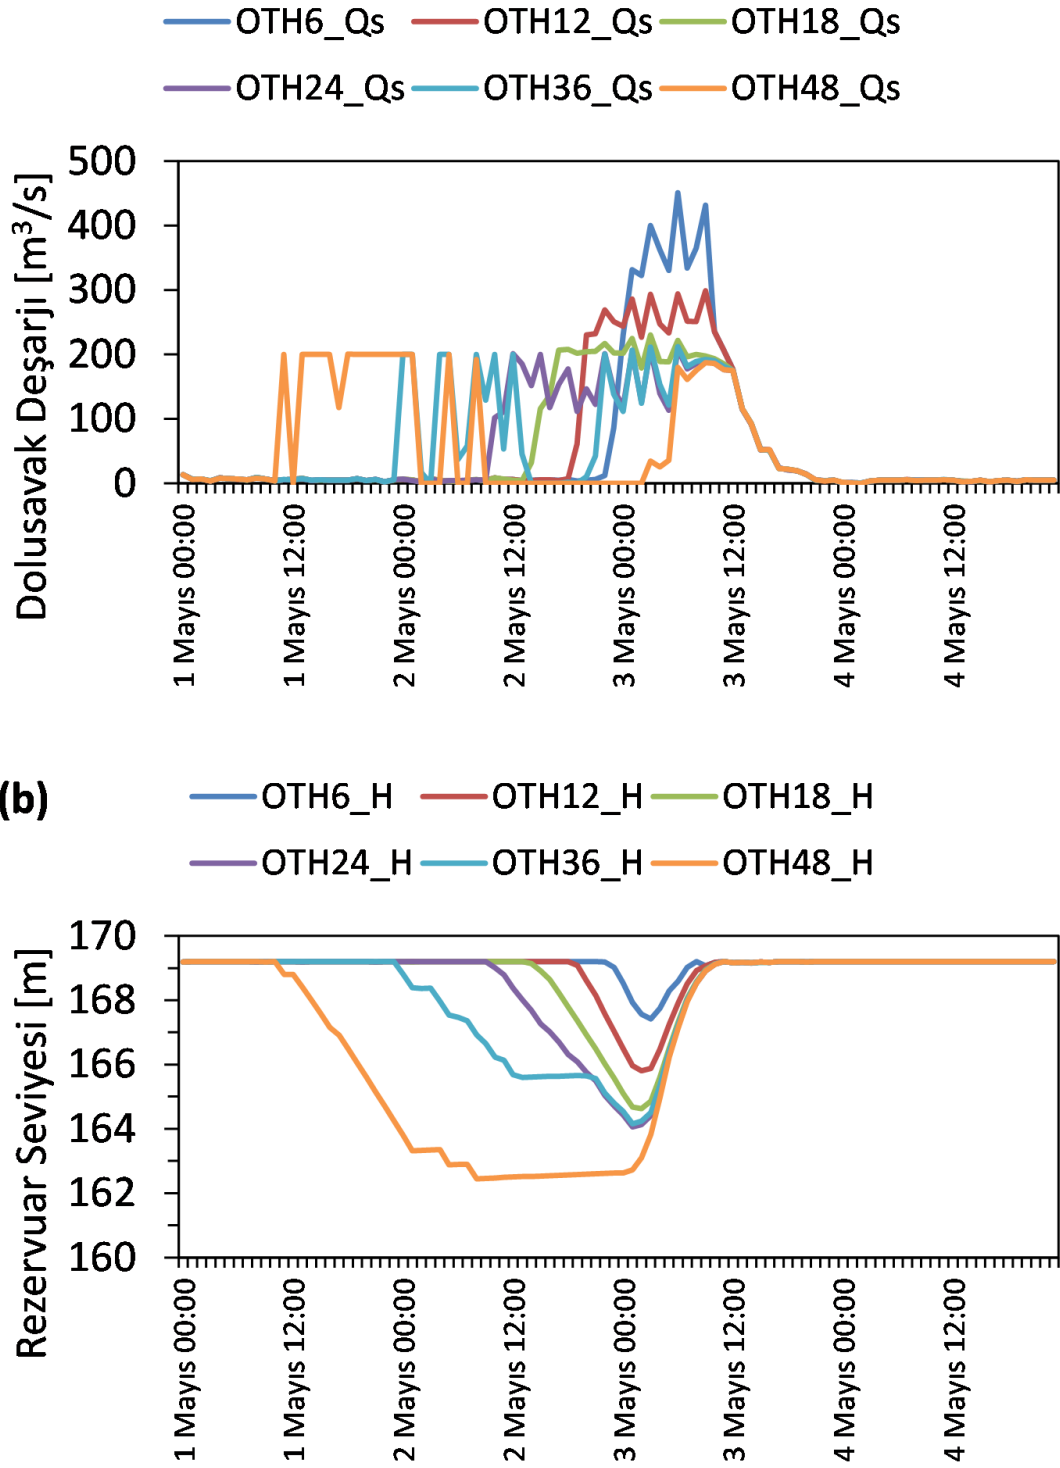 OTH6_Qs OTH12_Qs OTH18_Qs
OTH24_Qs OTH36_Qs OTH48_Qs
Dolusavak Deşarjı [m³/s]
500
400
300
200
100
0
1 Mayıs 00:00
1 Mayıs 12:00
2 Mayıs 00:00
2 Mayıs 12:00
3 Mayıs 00:00
3 Mayıs 12:00
4 Mayıs 00:00
4 Mayıs 12:00
(b)
OTH6_H OTH12_H OTH18_H
OTH24_H OTH36_H OTH48_H
Rezervuar Seviyesi [m]
170
168
166
164
162
160
1 Mayıs 00:00
1 Mayıs 12:00
2 Mayıs 00:00
2 Mayıs 12:00
3 Mayıs 00:00
3 Mayıs 12:00
4 Mayıs 00:00
4 Mayıs 12:00